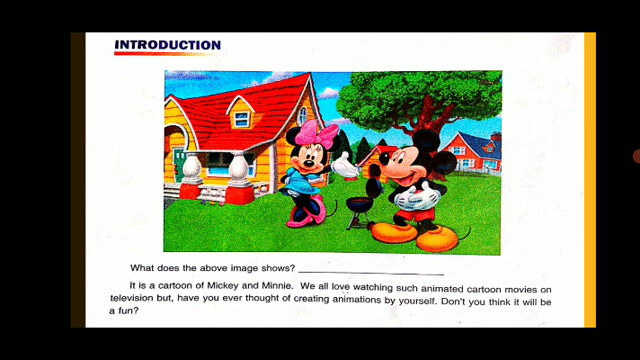 INTRODUCTION
What does the above image shows? ____________________
It is a cartoon of Mickey and Minnie. We all love watching such animated cartoon movies on
television but, have you ever thought of creating animations by yourself. Don't you think it will be
a fun?